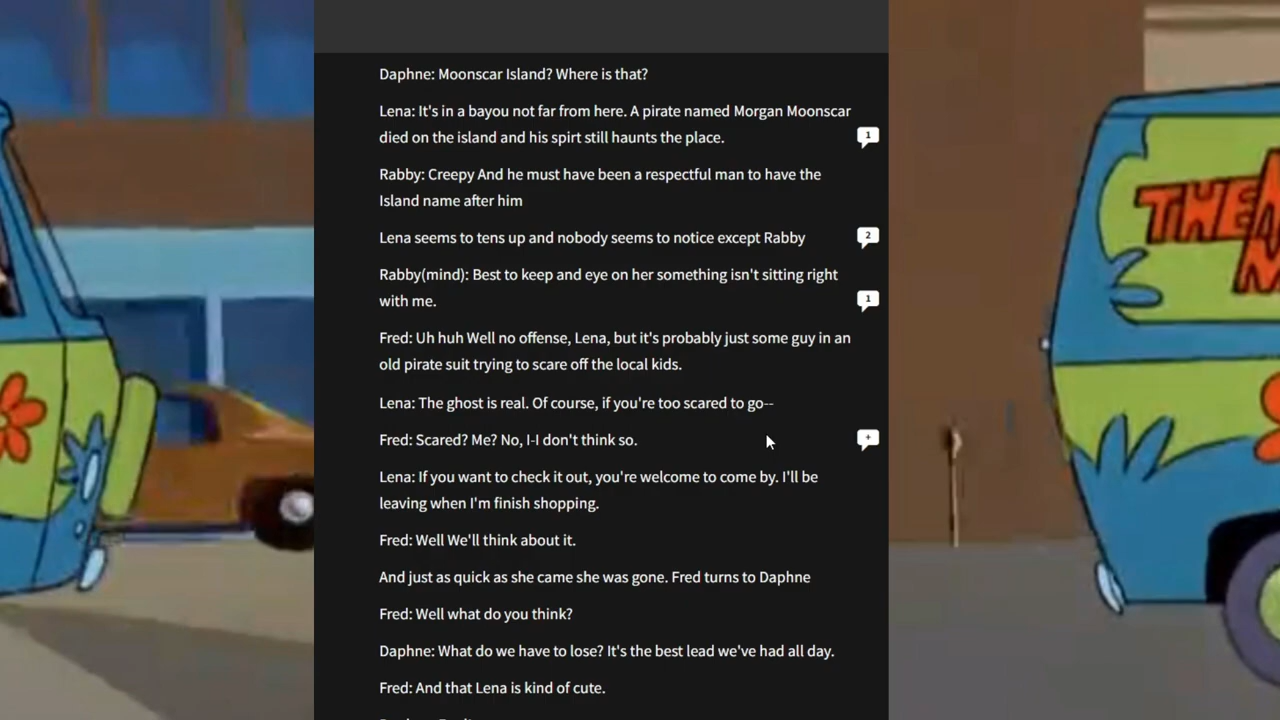 Daphne: Moonscar Island? Where is that?
Lena: It's in a bayou not far from here. A pirate named Morgan Moonscar
died on the island and his spirt still haunts the place.
1
Rabby: Creepy And he must have been a respectful man to have the
Island name after him
Lena seems to tens up and nobody seems to notice except Rabby
2
Rabby(mind): Best to keep and eye on her something isn't sitting right
with me.
1
Fred: Uh huh Well no offense, Lena, but it's probably just some guy in an
old pirate suit trying to scare off the local kids.
Lena: The ghost is real. Of course, if you're too scared to go--
Fred: Scared? Me? No, I-I don't think so.
+
Lena: If you want to check it out, you're welcome to come by. I'll be
leaving when I'm finish shopping.
Fred: Well We'll think about it.
And just as quick as she came she was gone. Fred turns to Daphne
Fred: Well what do you think?
Daphne: What do we have to lose? It's the best lead we've had all day.
Fred: And that Lena is kind of cute.
THE